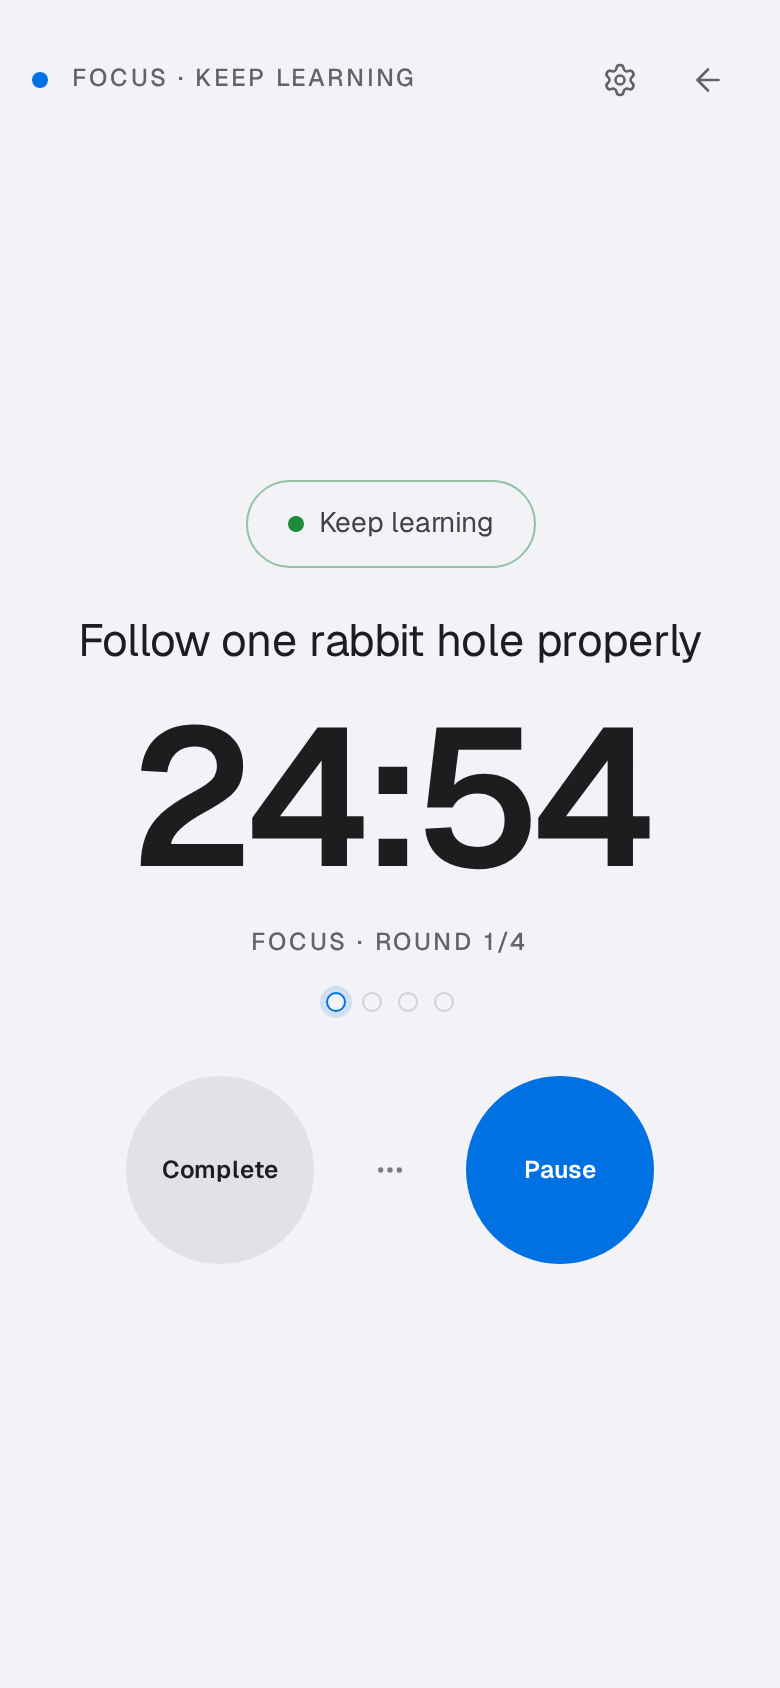 FOCUS · KEEP LEARNING
Keep learning
Follow one rabbit hole properly
24:54
FOCUS · ROUND 1/4
Complete
Pause